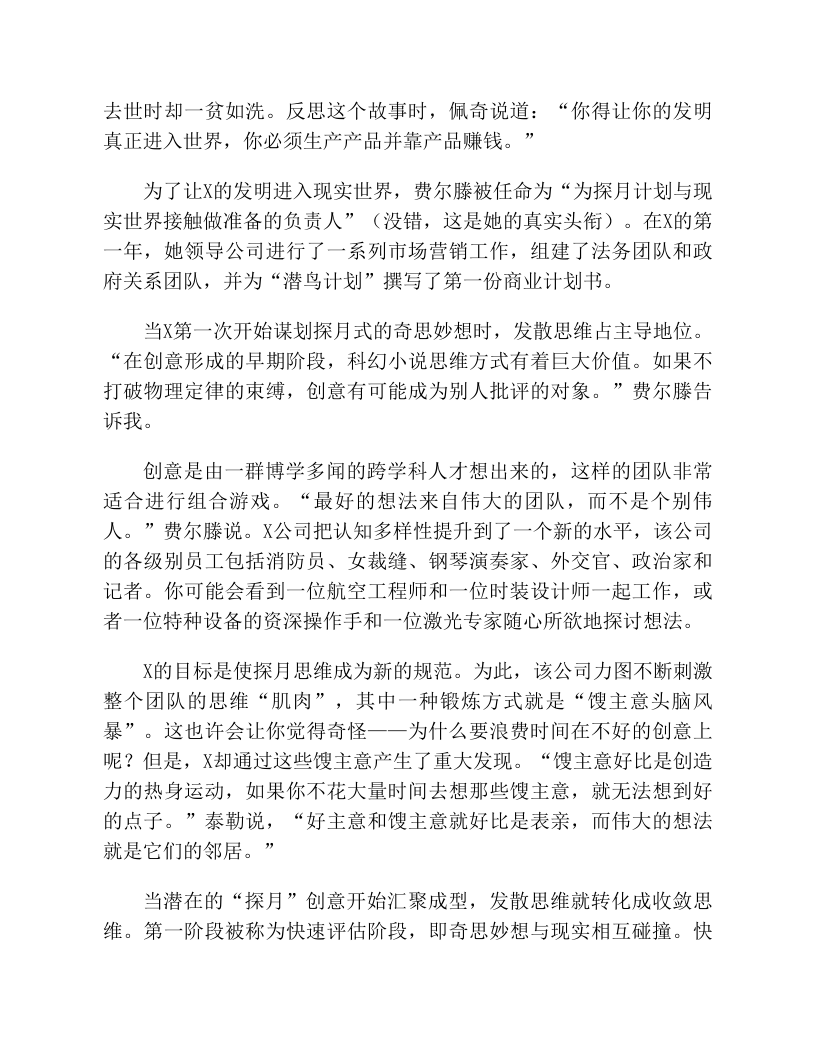 去世时却一贫如洗。反思这个故事时，佩奇说道：“你得让你的发明
真正进入世界，你必须生产产品并靠产品赚钱。”
为了让X的发明进入现实世界，费尔滕被任命为“为探月计划与现
实世界接触做准备的负责人”（没错，这是她的真实头衔）。在X的第
一年，她领导公司进行了一系列市场营销工作，组建了法务团队和政
府关系团队，并为“潜鸟计划”撰写了第一份商业计划书。
当X第一次开始谋划探月式的奇思妙想时，发散思维占主导地位。
“在创意形成的早期阶段，科幻小说思维方式有着巨大价值。如果不
打破物理定律的束缚，创意有可能成为别人批评的对象。”费尔滕告
诉我。
创意是由一群博学多闻的跨学科人才想出来的，这样的团队非常
适合进行组合游戏。“最好的想法来自伟大的团队，而不是个别伟
人。”费尔滕说。X公司把认知多样性提升到了一个新的水平，该公司
的各级别员工包括消防员、女裁缝、钢琴演奏家、外交官、政治家和
记者。你可能会看到一位航空工程师和一位时装设计师一起工作，或
者一位特种设备的资深操作手和一位激光专家随心所欲地探讨想法。
X的目标是使探月思维成为新的规范。为此，该公司力图不断刺激
整个团队的思维“肌肉”，其中一种锻炼方式就是“馊主意头脑风
暴”。这也许会让你觉得奇怪——为什么要浪费时间在不好的创意上
呢？但是，X却通过这些馊主意产生了重大发现。“馊主意好比是创造
力的热身运动，如果你不花大量时间去想那些馊主意，就无法想到好
的点子。”泰勒说，“好主意和馊主意就好比是表亲，而伟大的想法
就是它们的邻居。”
当潜在的“探月”创意开始汇聚成型，发散思维就转化成收敛思
维。第一阶段被称为快速评估阶段，即奇思妙想与现实相互碰撞。快